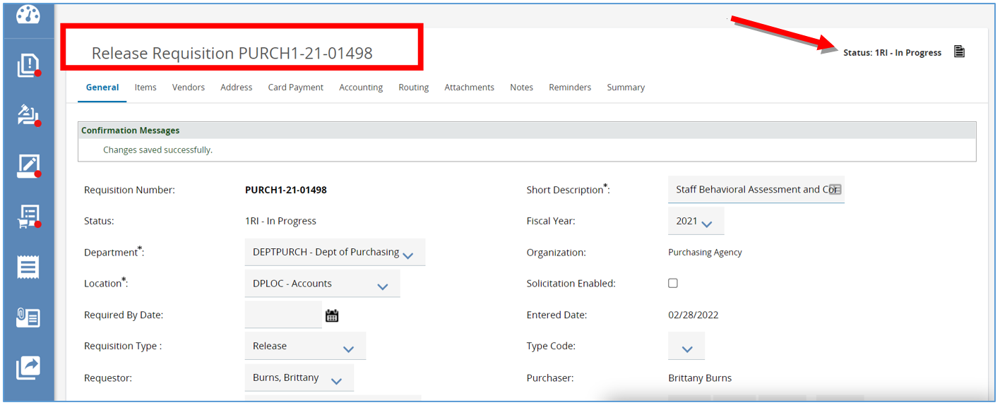 Release Requisition PURCH1-21-01498
Status: 1RI - In Progress
General Items Vendors Address Card Payment Accounting Routing Attachments Notes Reminders Summary
Confirmation Messages
Changes saved successfully.
Requisition Number: PURCH1-21-01498 Short Description*: Staff Behavioral Assessment and Cor
Status: 1RI - In Progress Fiscal Year: 2021
Department*: DEPTPURCH - Dept of Purchasing Organization: Purchasing Agency
Location*: DPLOC - Accounts Solicitation Enabled:
Required By Date: Entered Date: 02/28/2022
Requisition Type : Release Type Code:
Requestor: Burns, Brittany Purchaser: Brittany Burns